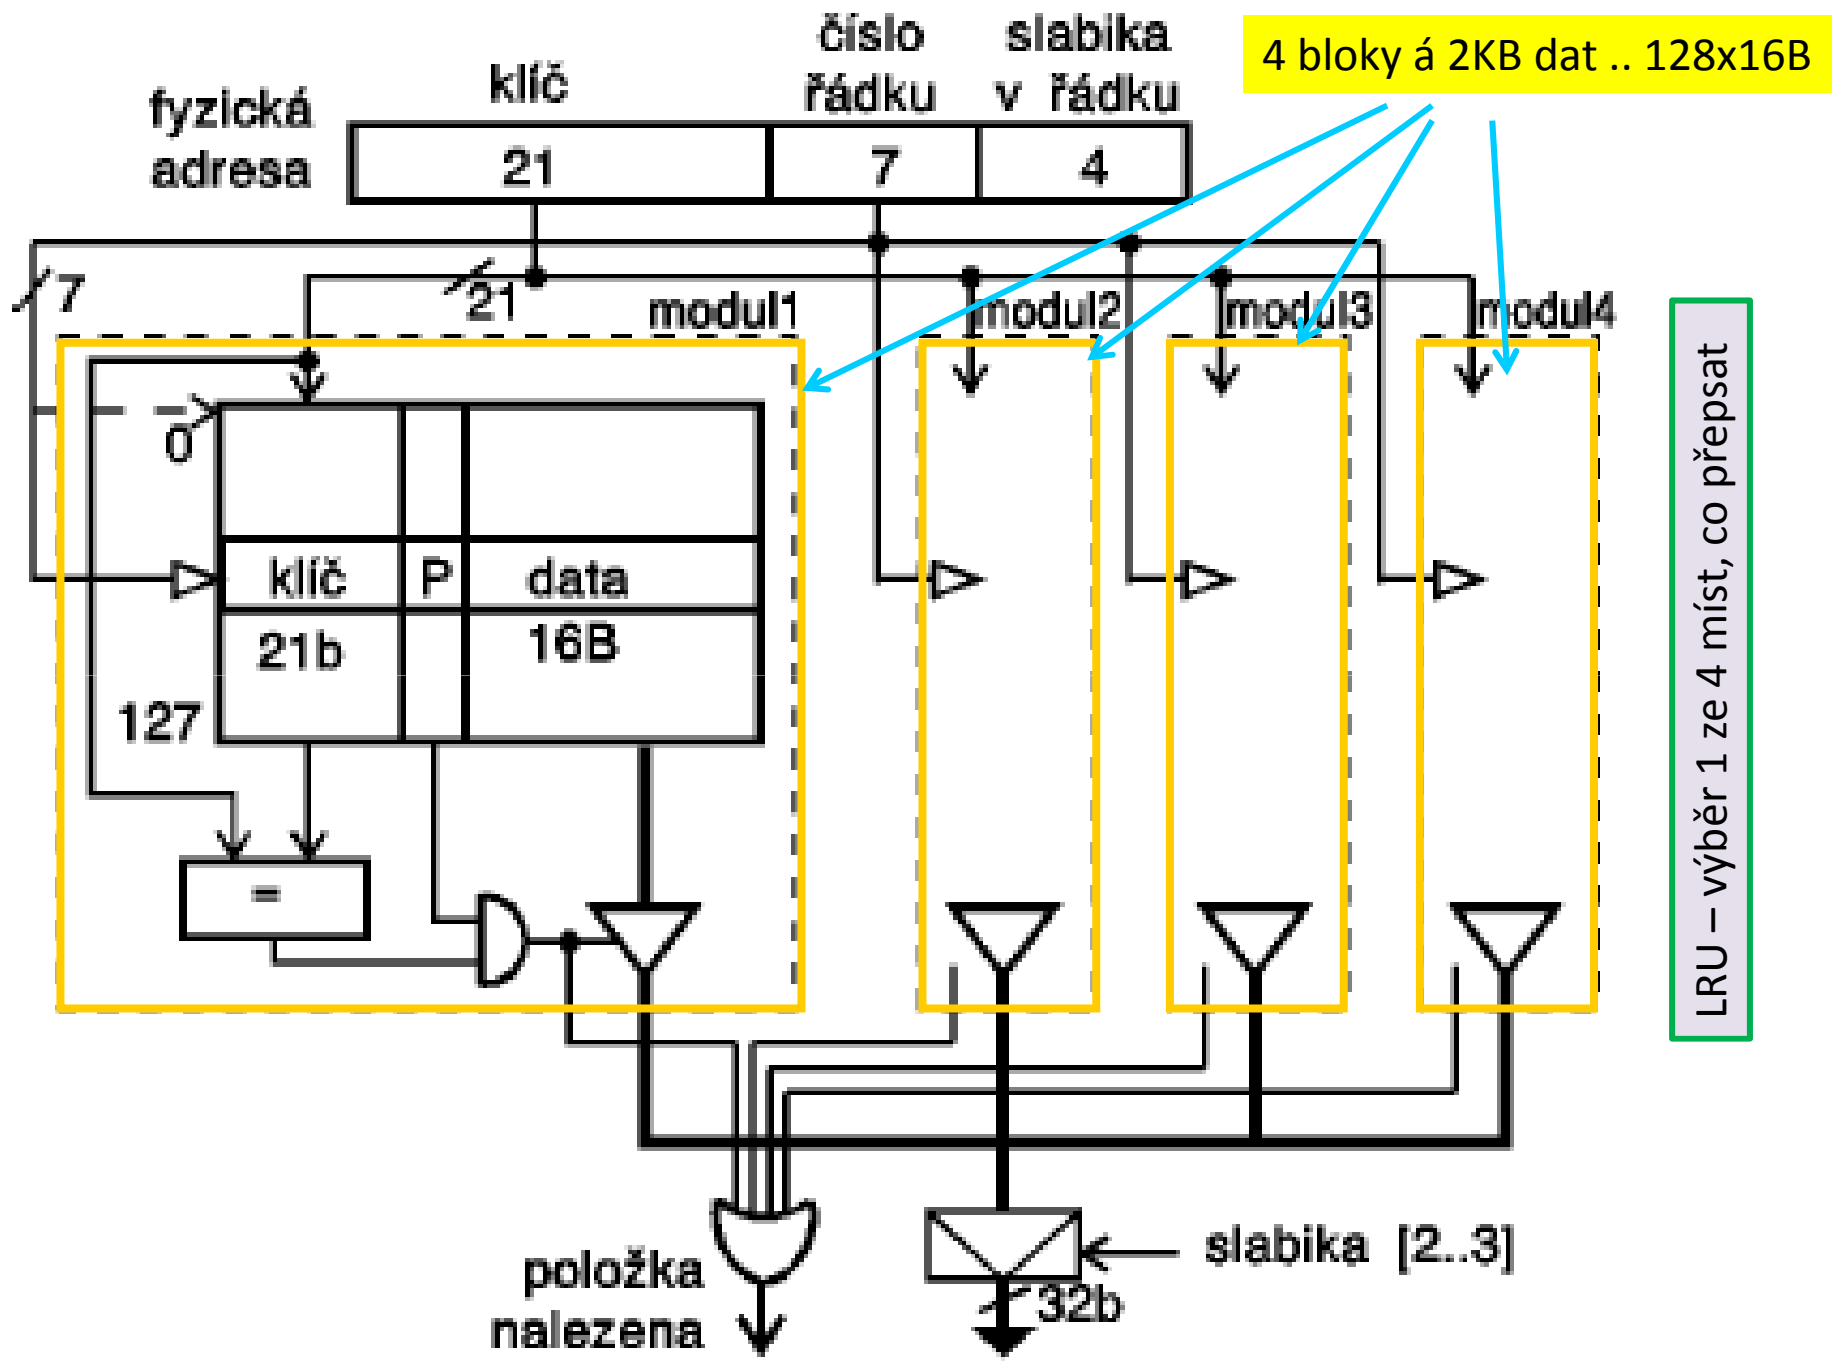 číslo
řádku
slabika
v řádku
4 bloky á 2KB dat .. 128x16B
klíč
fyzická
adresa
21
7
4
7
21
modul1
modul2
modul3
modul4
0
klíč
P
data
21b
16B
127
=
LRU – výběr 1 ze 4 míst, co přepsat
položka
nalezena
slabika [2..3]
32b